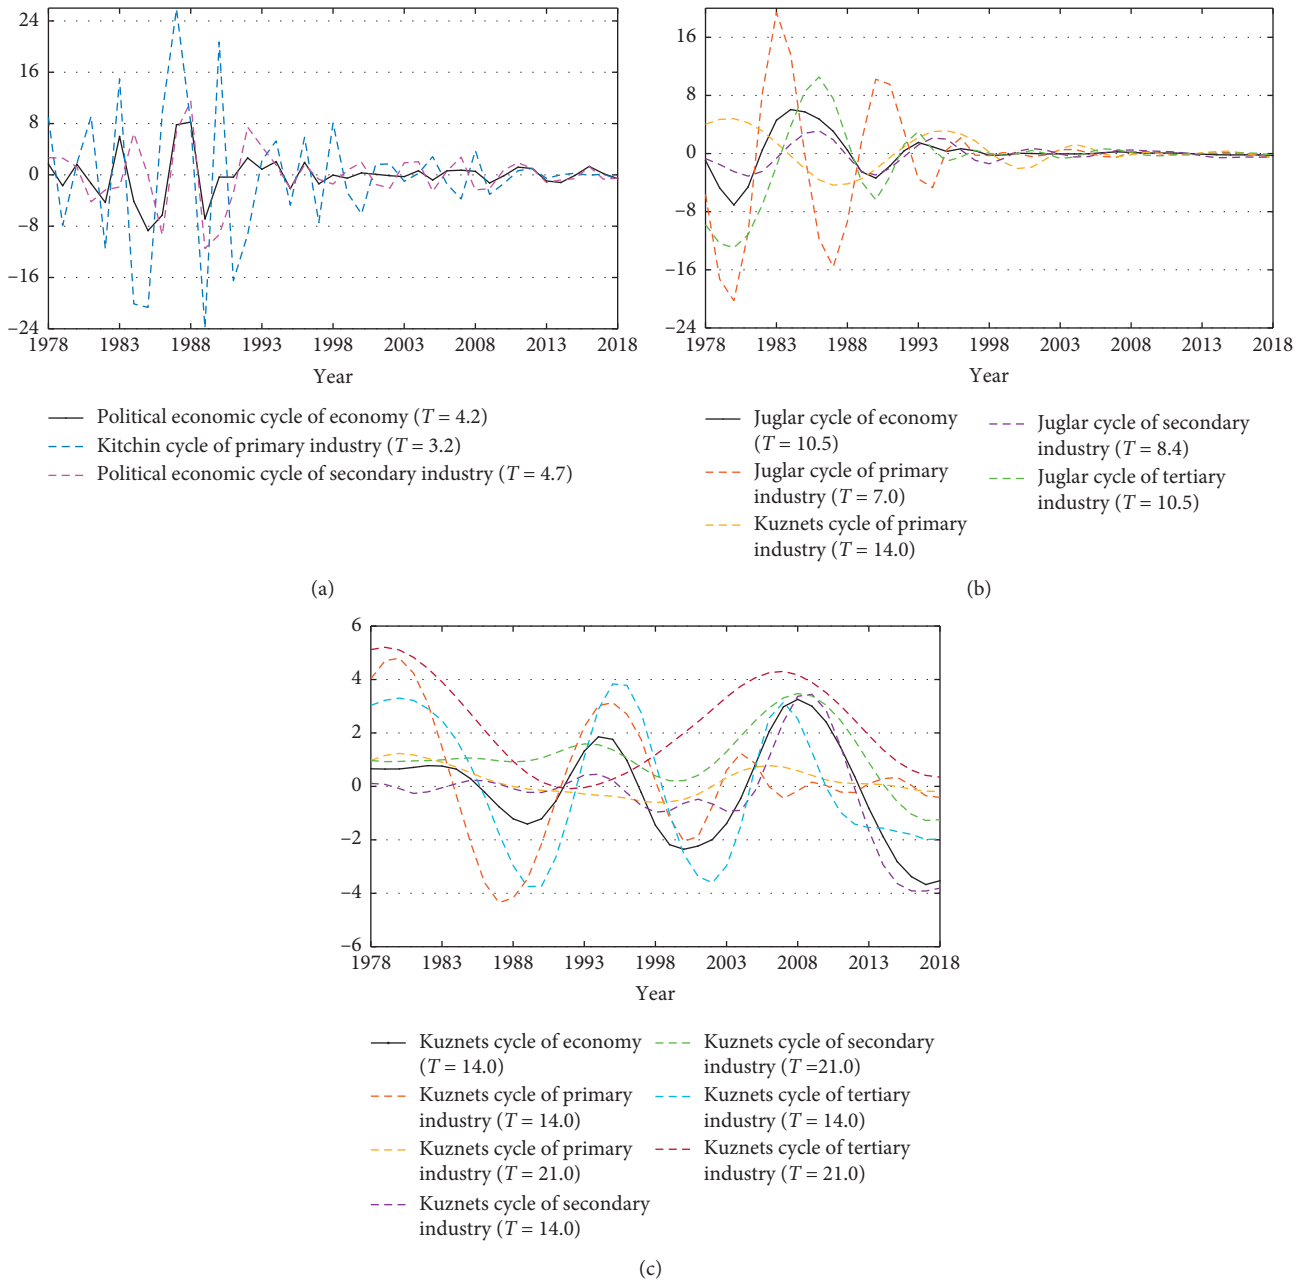 24
16
8
0
−8
−16
−24
1978 1983 1988 1993 1998 2003 2008 2013 2018
Year
Political economic cycle of economy (T = 4.2)
Kitchin cycle of primary industry (T = 3.2)
Political economic cycle of secondary industry (T = 4.7)
(a)
16
8
0
−8
−16
−24
1978 1983 1988 1993 1998 2003 2008 2013 2018
Year
Juglar cycle of economy
(T = 10.5)
Juglar cycle of primary
industry (T = 7.0)
Kuznets cycle of primary
industry (T = 14.0)
Juglar cycle of secondary
industry (T = 8.4)
Juglar cycle of tertiary
industry (T = 10.5)
(b)
6
4
2
0
−2
−4
−6
1978 1983 1988 1993 1998 2003 2008 2013 2018
Year
Kuznets cycle of economy
(T = 14.0)
Kuznets cycle of primary
industry (T = 14.0)
Kuznets cycle of primary
industry (T = 21.0)
Kuznets cycle of secondary
industry (T = 14.0)
Kuznets cycle of secondary
industry (T =21.0)
Kuznets cycle of tertiary
industry (T = 14.0)
Kuznets cycle of tertiary
industry (T = 21.0)
(c)